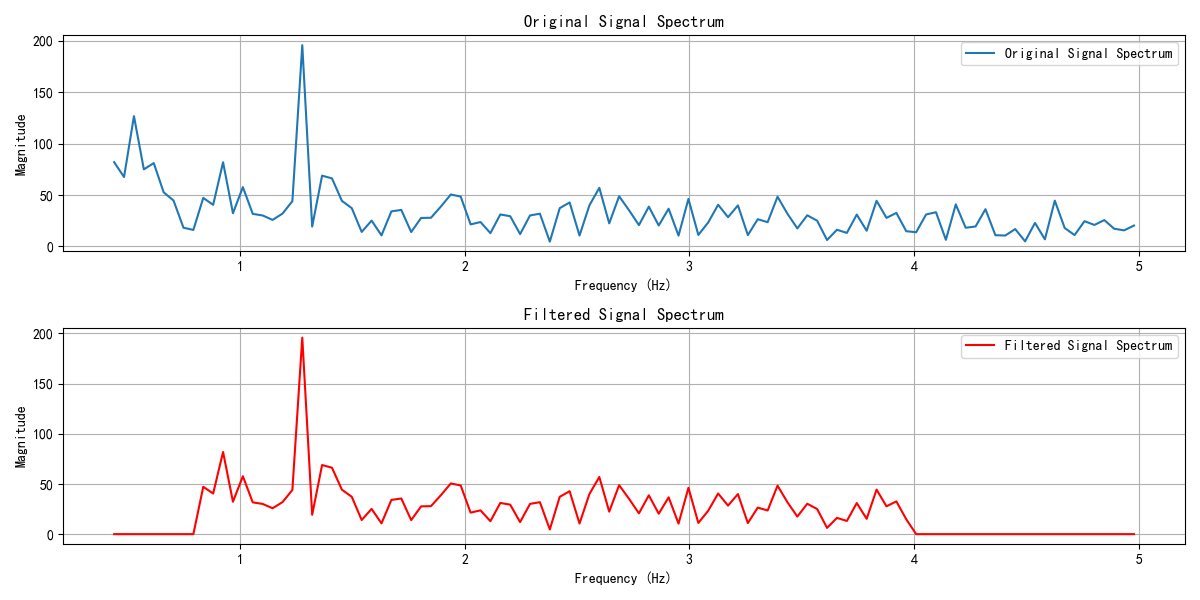 Original Signal Spectrum
200
150
100
50
0
Magnitude
Original Signal Spectrum
1
2
3
4
5
Frequency (Hz)
Filtered Signal Spectrum
200
150
100
50
0
Magnitude
Filtered Signal Spectrum
1
2
3
4
5
Frequency (Hz)